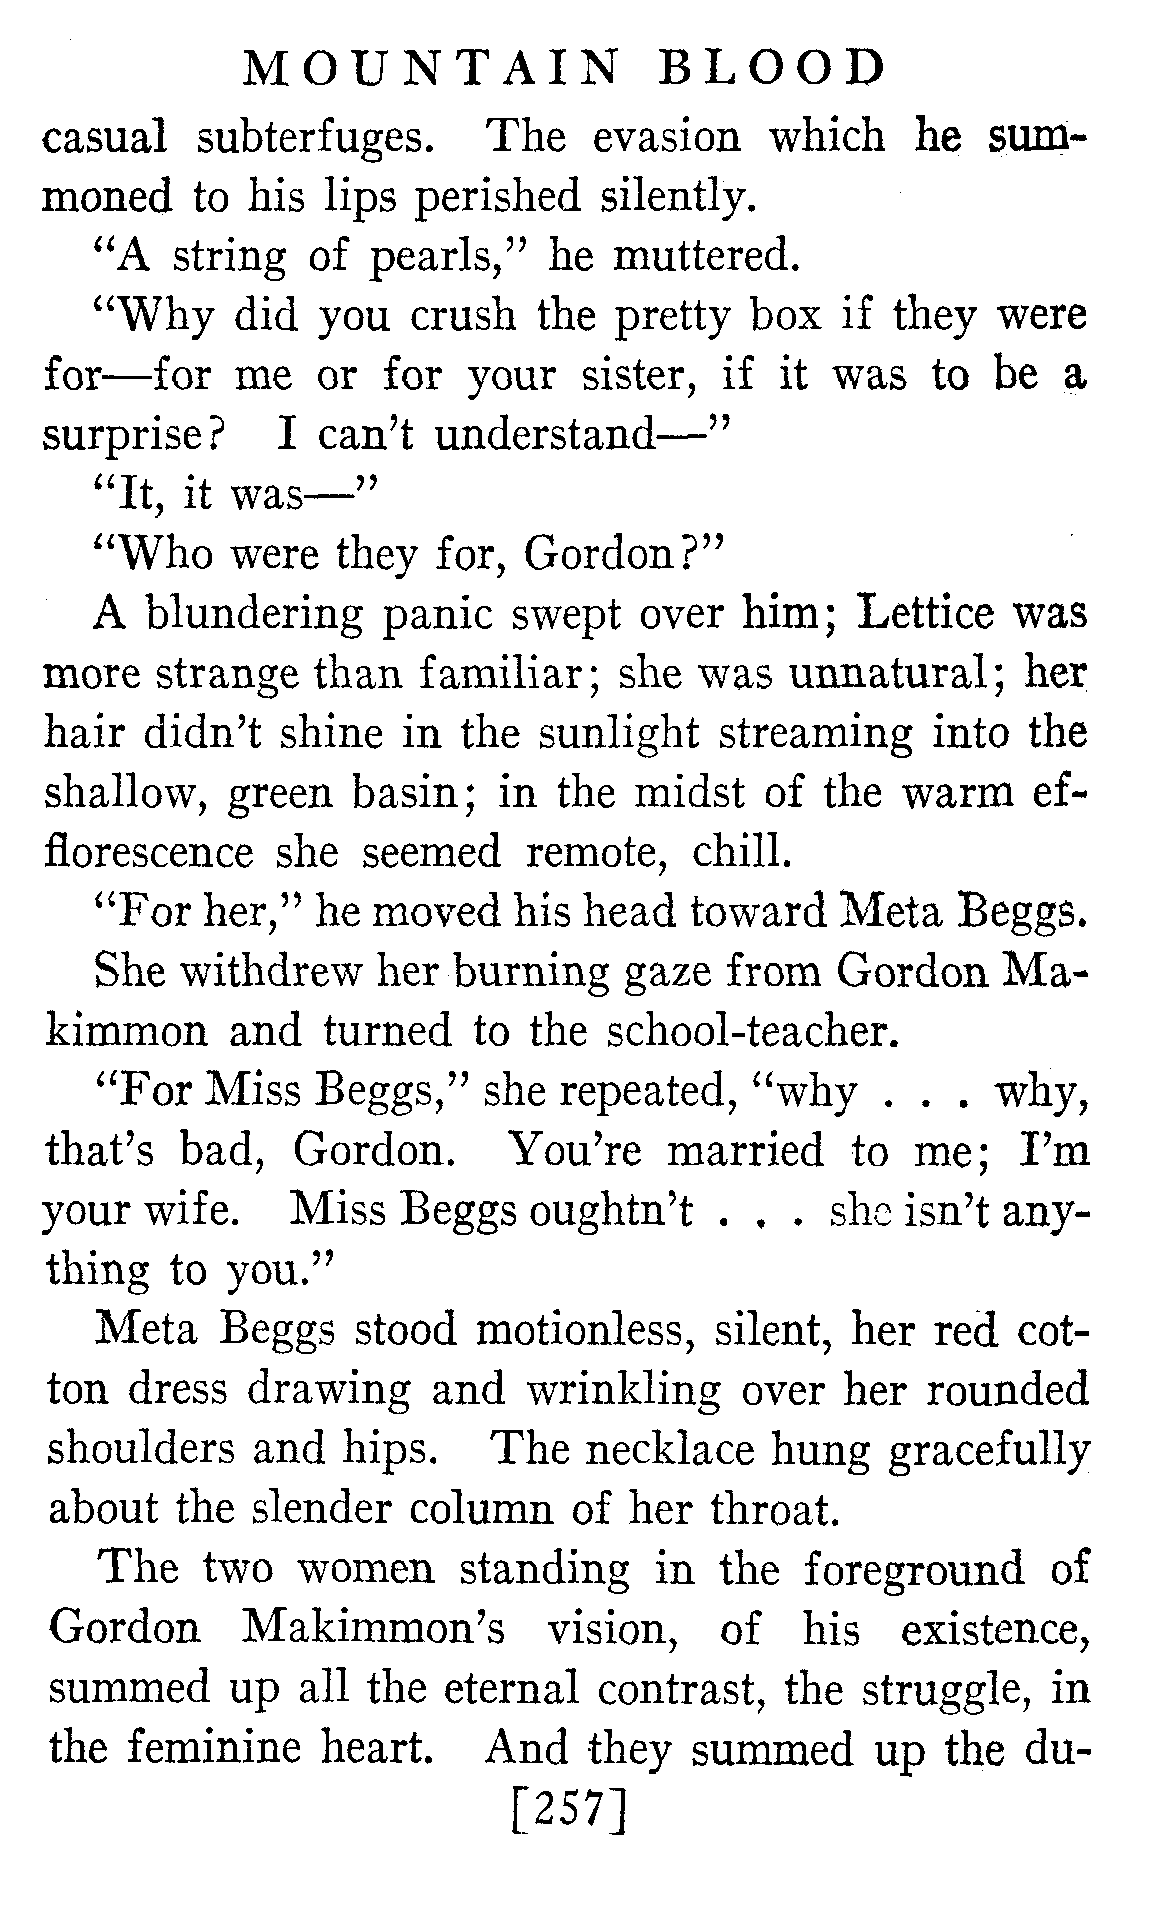 MOUNTAIN BLOOD
casual subterfuges. The evasion which he sum-
moned to his lips perished silently.
“A string of pearls,” he muttered.
“Why did you crush the pretty box if they were
for—for me or for your sister, if it was to be a
surprise? I can’t understand—”
“It, it was—”
“Who were they for, Gordon?”
A blundering panic swept over him; Lettice was
more strange than familiar; she was unnatural; her
hair didn’t shine in the sunlight streaming into the
shallow, green basin; in the midst of the warm ef-
florescence she seemed remote, chill.
“For her,” he moved his head toward Meta Beggs.
She withdrew her burning gaze from Gordon Ma-
kimmon and turned to the school-teacher.
“For Miss Beggs,” she repeated, “why . . . why,
that’s bad, Gordon. You’re married to me; I’m
your wife. Miss Beggs oughtn’t . . . she isn’t any-
thing to you.”
Meta Beggs stood motionless, silent, her red cot-
ton dress drawing and wrinkling over her rounded
shoulders and hips. The necklace hung gracefully
about the slender column of her throat.
The two women standing in the foreground of
Gordon Makimmon’s vision, of his existence,
summed up all the eternal contrast, the struggle, in
the feminine heart. And they summed up the du-
[257]